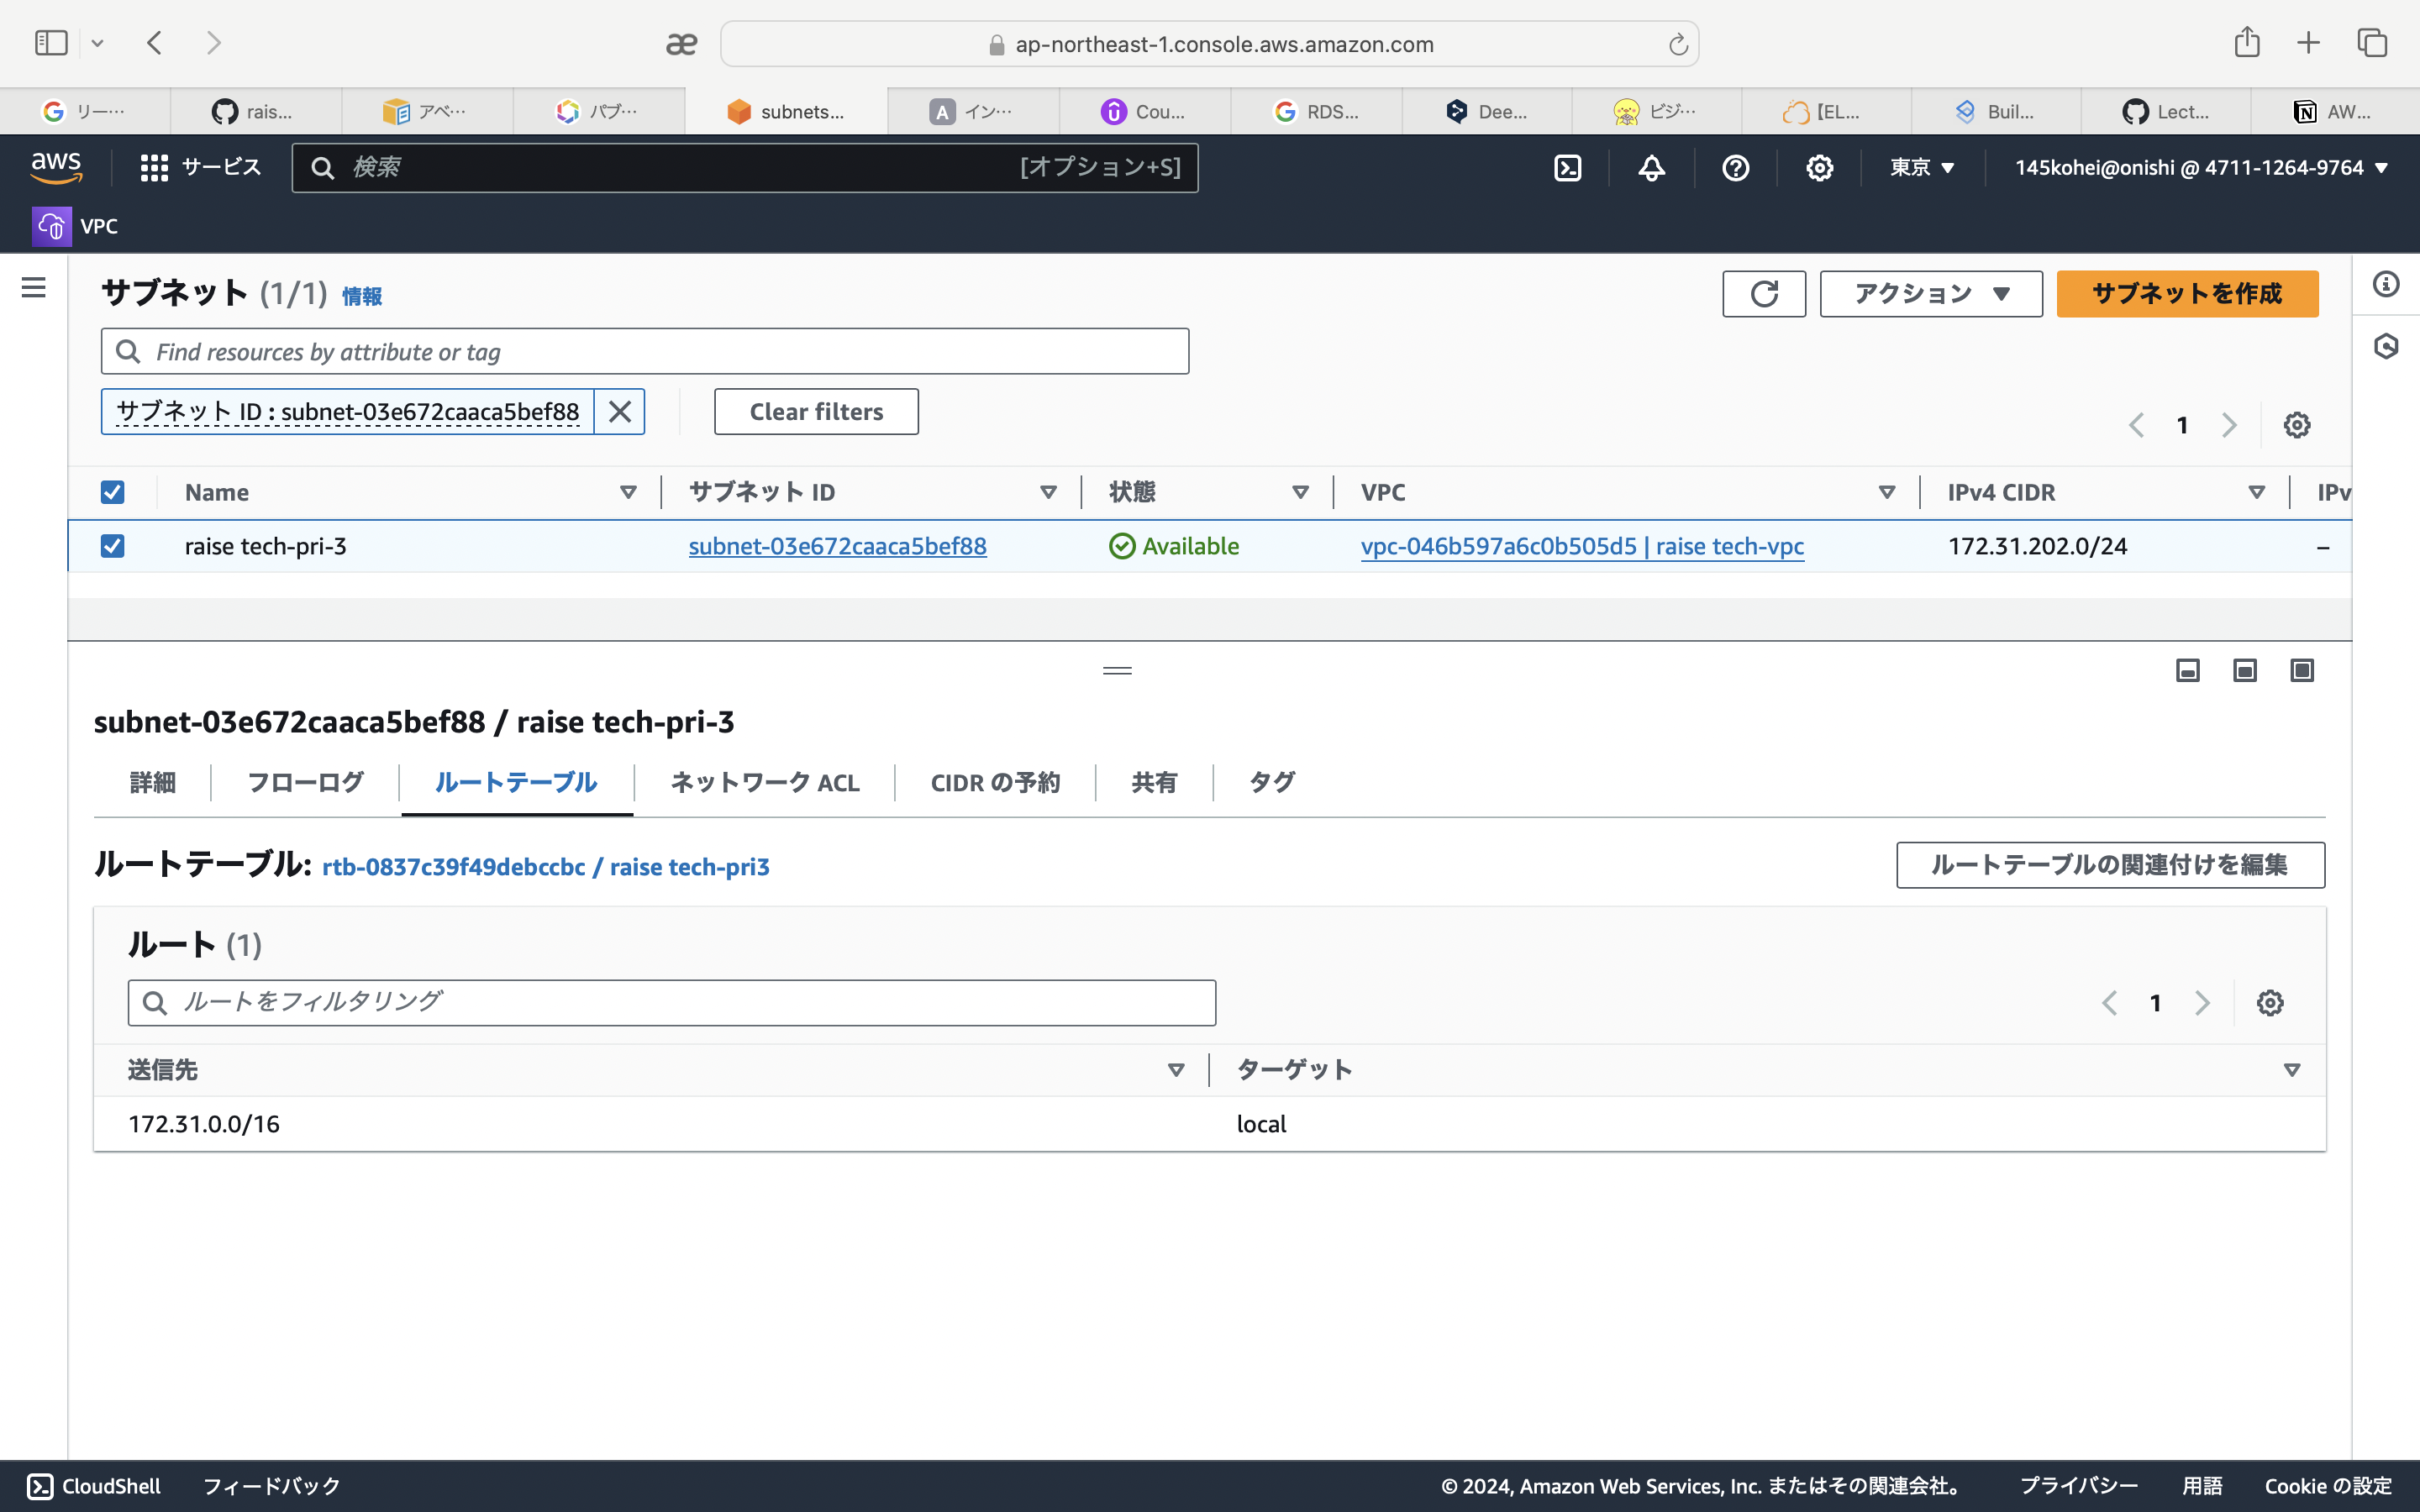 ap-northeast-1.console.aws.amazon.com
リー… rais... アベ… パブ… subnets... イン… Cou... RDS... Dee... ビジ… 【EL... Buil... Lect... AW...
aws サービス 検索 [オプション+S] 東京 145kohei@onishi @ 4711-1264-9764
VPC
サブネット (1/1) 情報 アクション サブネットを作成
Find resources by attribute or tag
サブネット ID : subnet-03e672caaca5bef88 Clear filters 1
Name サブネット ID 状態 VPC IPv4 CIDR IPv
raise tech-pri-3 subnet-03e672caaca5bef88 Available vpc-046b597a6c0b505d5 | raise tech-vpc 172.31.202.0/24 –
subnet-03e672caaca5bef88 / raise tech-pri-3
詳細 フローログ ルートテーブル ネットワーク ACL CIDR の予約 共有 タグ
ルートテーブル: rtb-0837c39f49debccbc / raise tech-pri3 ルートテーブルの関連付けを編集
ルート (1)
ルートをフィルタリング 1
送信先 ターゲット
172.31.0.0/16 local
CloudShell フィードバック © 2024, Amazon Web Services, Inc. またはその関連会社。 プライバシー 用語 Cookie の設定